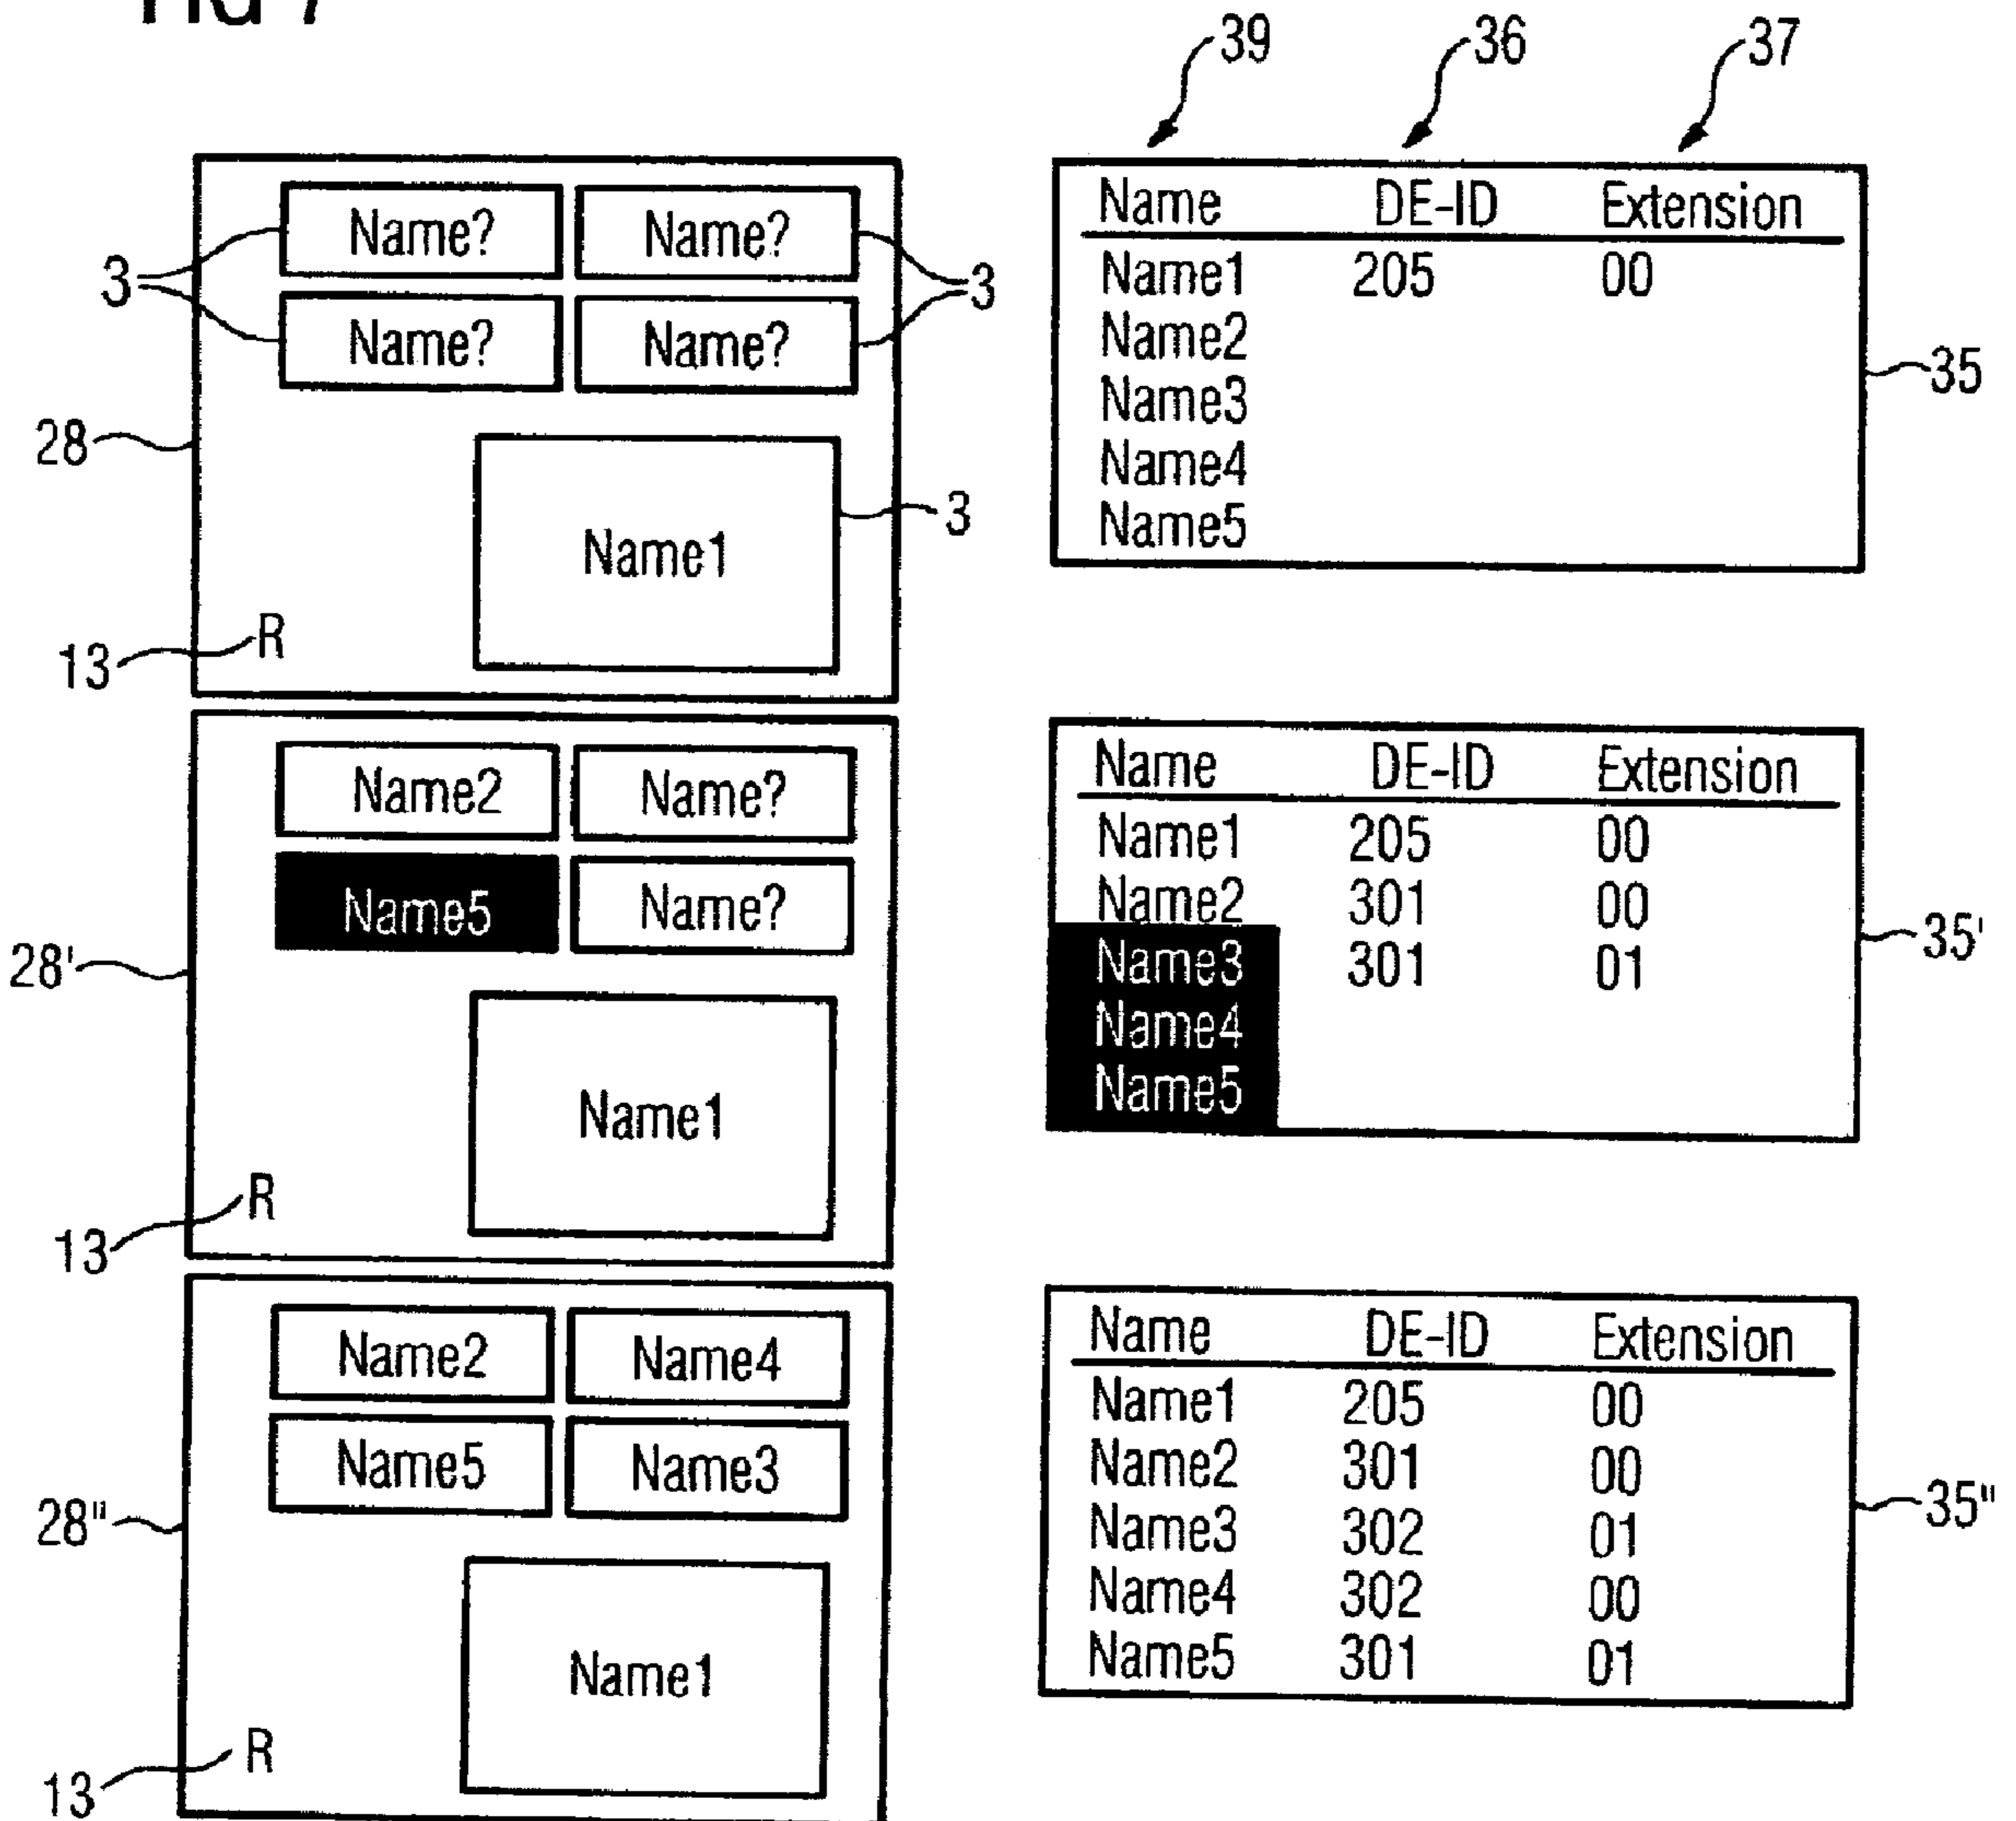 FIG 7
39 36 37
Name? Name?
3 3
Name? Name?
28
Name1
3
13 R
Name DE-ID Extension
Name1 205 00
Name2
Name3
Name4
Name5
35
Name2 Name?
Name5 Name?
28'
Name1
13 R
Name DE-ID Extension
Name1 205 00
Name2 301 00
Name3 301 01
Name4
Name5
35'
Name2 Name4
Name5 Name3
28"
Name1
13 R
Name DE-ID Extension
Name1 205 00
Name2 301 00
Name3 302 01
Name4 302 00
Name5 301 01
35"